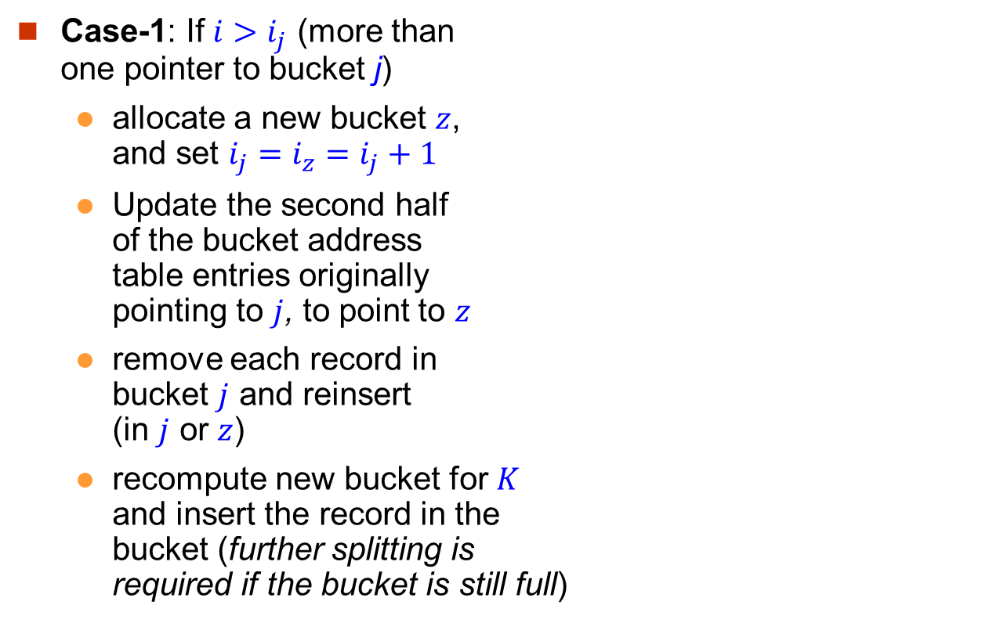 Case-1: If i > i_j (more than
one pointer to bucket j)
allocate a new bucket z,
and set i_j = i_z = i_j + 1
Update the second half
of the bucket address
table entries originally
pointing to j, to point to z
remove each record in
bucket j and reinsert
(in j or z)
recompute new bucket for K
and insert the record in the
bucket (further splitting is
required if the bucket is still full)